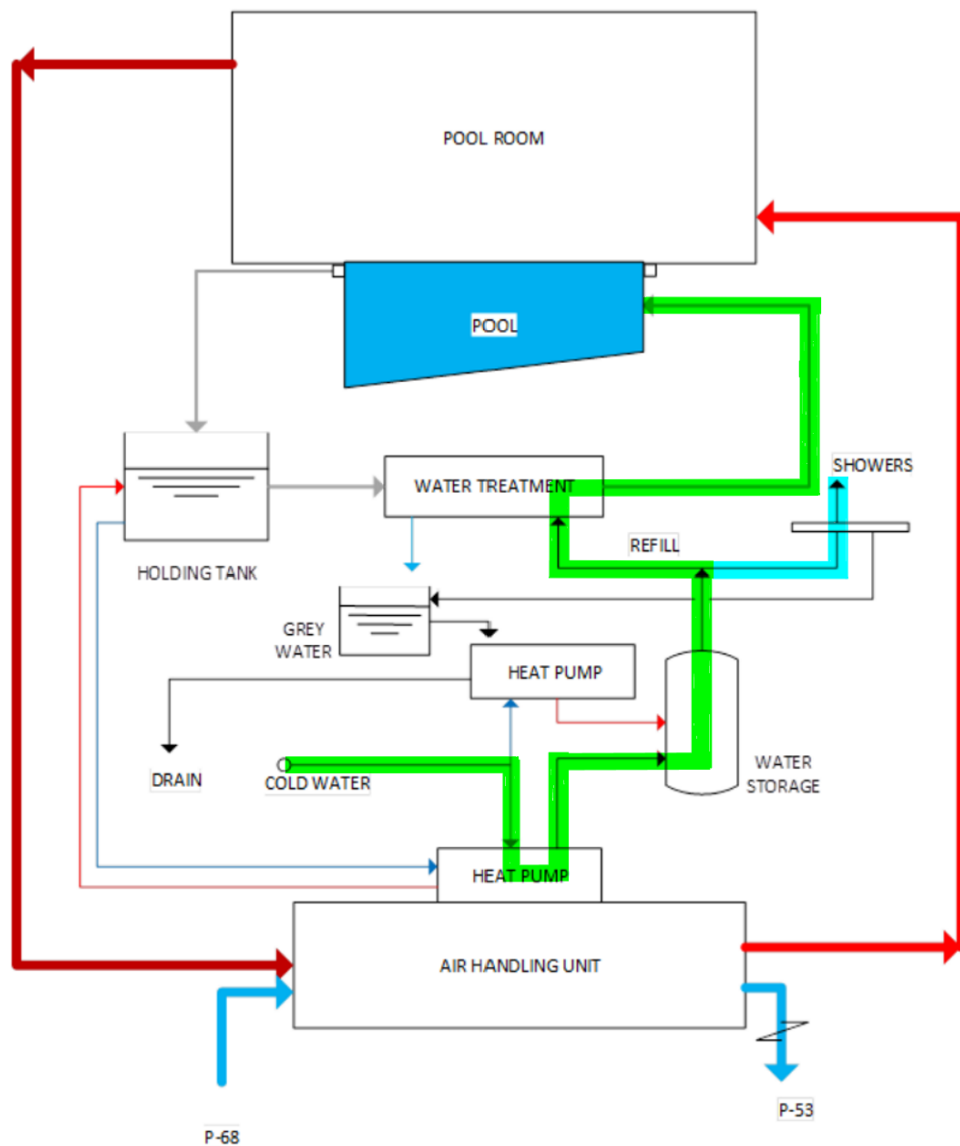 POOL ROOM
POOL
SHOWERS
WATER TREATMENT
REFILL
HOLDING TANK
GREY
WATER
HEAT PUMP
WATER
STORAGE
DRAIN
COLD WATER
HEAT PUMP
AIR HANDLING UNIT
P-53
P-68